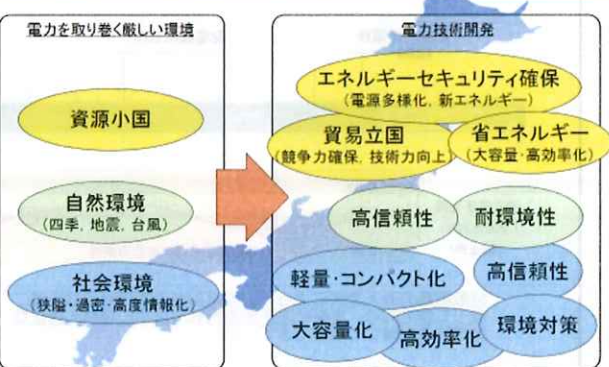 電力を取り巻く厳しい環境
資源小国
自然環境
(四季, 地震, 台風)
社会環境
(狭隘・過密・高度情報化)
電力技術開発
エネルギーセキュリティ確保
(電源多様化, 新エネルギー)
貿易立国
(競争力確保, 技術力向上)
省エネルギー
(大容量・高効率化)
高信頼性
耐環境性
軽量・コンパクト化
高信頼性
大容量化
高効率化
環境対策